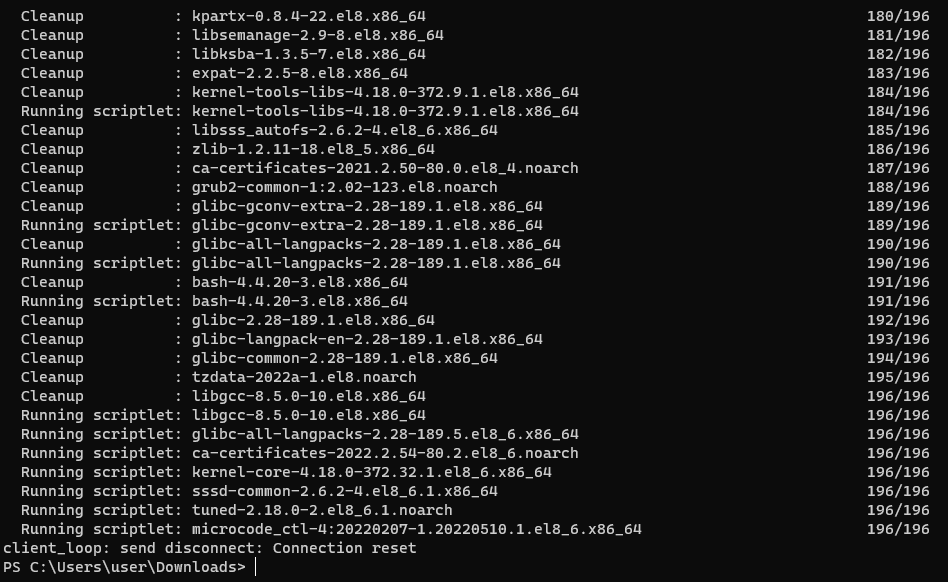 Cleanup          : kpartx-0.8.4-22.el8.x86_64                                                 180/196
Cleanup          : libsemanage-2.9-8.el8.x86_64                                               181/196
Cleanup          : libksba-1.3.5-7.el8.x86_64                                                 182/196
Cleanup          : expat-2.2.5-8.el8.x86_64                                                   183/196
Cleanup          : kernel-tools-libs-4.18.0-372.9.1.el8.x86_64                                184/196
Running scriptlet: kernel-tools-libs-4.18.0-372.9.1.el8.x86_64                                184/196
Cleanup          : libsss_autofs-2.6.2-4.el8_6.x86_64                                         185/196
Cleanup          : zlib-1.2.11-18.el8_5.x86_64                                                186/196
Cleanup          : ca-certificates-2021.2.50-80.0.el8_4.noarch                                187/196
Cleanup          : grub2-common-1:2.02-123.el8.noarch                                         188/196
Cleanup          : glibc-gconv-extra-2.28-189.1.el8.x86_64                                    189/196
Running scriptlet: glibc-gconv-extra-2.28-189.1.el8.x86_64                                    189/196
Cleanup          : glibc-all-langpacks-2.28-189.1.el8.x86_64                                  190/196
Running scriptlet: glibc-all-langpacks-2.28-189.1.el8.x86_64                                  190/196
Cleanup          : bash-4.4.20-3.el8.x86_64                                                   191/196
Running scriptlet: bash-4.4.20-3.el8.x86_64                                                   191/196
Cleanup          : glibc-2.28-189.1.el8.x86_64                                                192/196
Cleanup          : glibc-langpack-en-2.28-189.1.el8.x86_64                                    193/196
Cleanup          : glibc-common-2.28-189.1.el8.x86_64                                         194/196
Cleanup          : tzdata-2022a-1.el8.noarch                                                  195/196
Cleanup          : libgcc-8.5.0-10.el8.x86_64                                                 196/196
Running scriptlet: libgcc-8.5.0-10.el8.x86_64                                                 196/196
Running scriptlet: glibc-all-langpacks-2.28-189.5.el8_6.x86_64                                196/196
Running scriptlet: ca-certificates-2022.2.54-80.2.el8_6.noarch                                196/196
Running scriptlet: kernel-core-4.18.0-372.32.1.el8_6.x86_64                                   196/196
Running scriptlet: sssd-common-2.6.2-4.el8_6.1.x86_64                                         196/196
Running scriptlet: tuned-2.18.0-2.el8_6.1.noarch                                              196/196
Running scriptlet: microcode_ctl-4:20220207-1.20220510.1.el8_6.x86_64                         196/196
client_loop: send disconnect: Connection reset
PS C:\Users\user\Downloads>